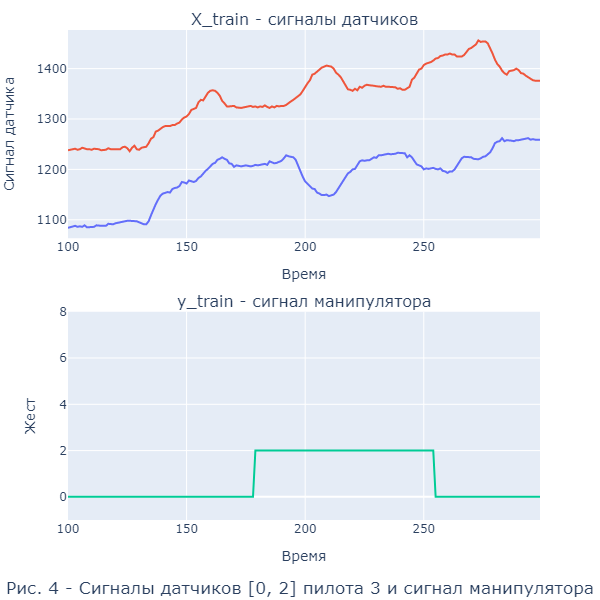 X_train - сигналы датчиков
Сигнал датчика
1400
1300
1200
1100
100 150 200 250
Время
y_train - сигнал манипулятора
Жест
8
6
4
2
0
100 150 200 250
Время
Рис. 4 - Сигналы датчиков [0, 2] пилота 3 и сигнал манипулятора